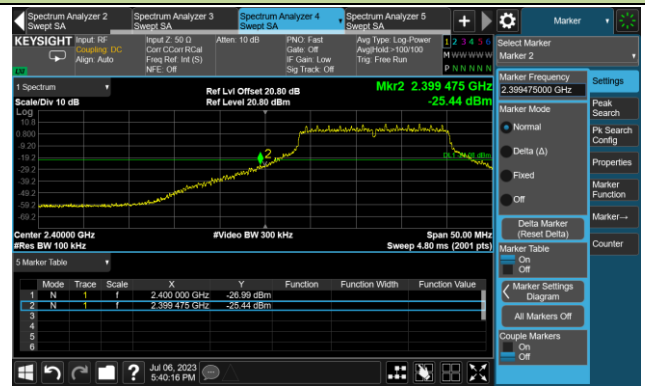 Spectrum Analyzer 2
Swept SA
Spectrum Analyzer 3
Swept SA
Spectrum Analyzer 4
Swept SA
Spectrum Analyzer 5
Swept SA
Marker
KEYSIGHT
Input: RF
Coupling: DC
Align: Auto
Input Z: 50 Ω
Corr CCorr RCal
Freq Ref: Int (S)
NFE: Off
Atten: 10 dB
PNO: Fast
Gate: Off
IF Gain: Low
Sig Track: Off
Avg Type: Log-Power
Avg|Hold:>100/100
Trig: Free Run
1 2 3 4 5 6
M W W W W W
P N N N N N
Select Marker
Marker 2
1 Spectrum
Scale/Div 10 dB
Ref Lvl Offset 20.80 dB
Ref Level 20.80 dBm
Mkr2 2.399 475 GHz
-25.44 dBm
Log
10.8
0.800
-9.20
-19.2
-29.2
-39.2
-49.2
-59.2
-69.2
2
Center 2.40000 GHz
#Res BW 100 kHz
#Video BW 300 kHz
Span 50.00 MHz
Sweep 4.80 ms (2001 pts)
5 Marker Table
Mode Trace Scale X Y Function Function Width Function Value
1 N 1 f 2.400 000 GHz -26.99 dBm
2 N 1 f 2.399 475 GHz -25.44 dBm
3
4
5
6
Marker Frequency
2.399475000 GHz
Marker Mode
Normal
Delta (Δ)
Fixed
Off
Delta Marker
(Reset Delta)
Marker Table
On
Off
Marker Settings
Diagram
All Markers Off
Couple Markers
On
Off
Settings
Peak
Search
Pk Search
Config
Properties
Marker
Function
Marker→
Counter
Jul 06, 2023
5:40:16 PM